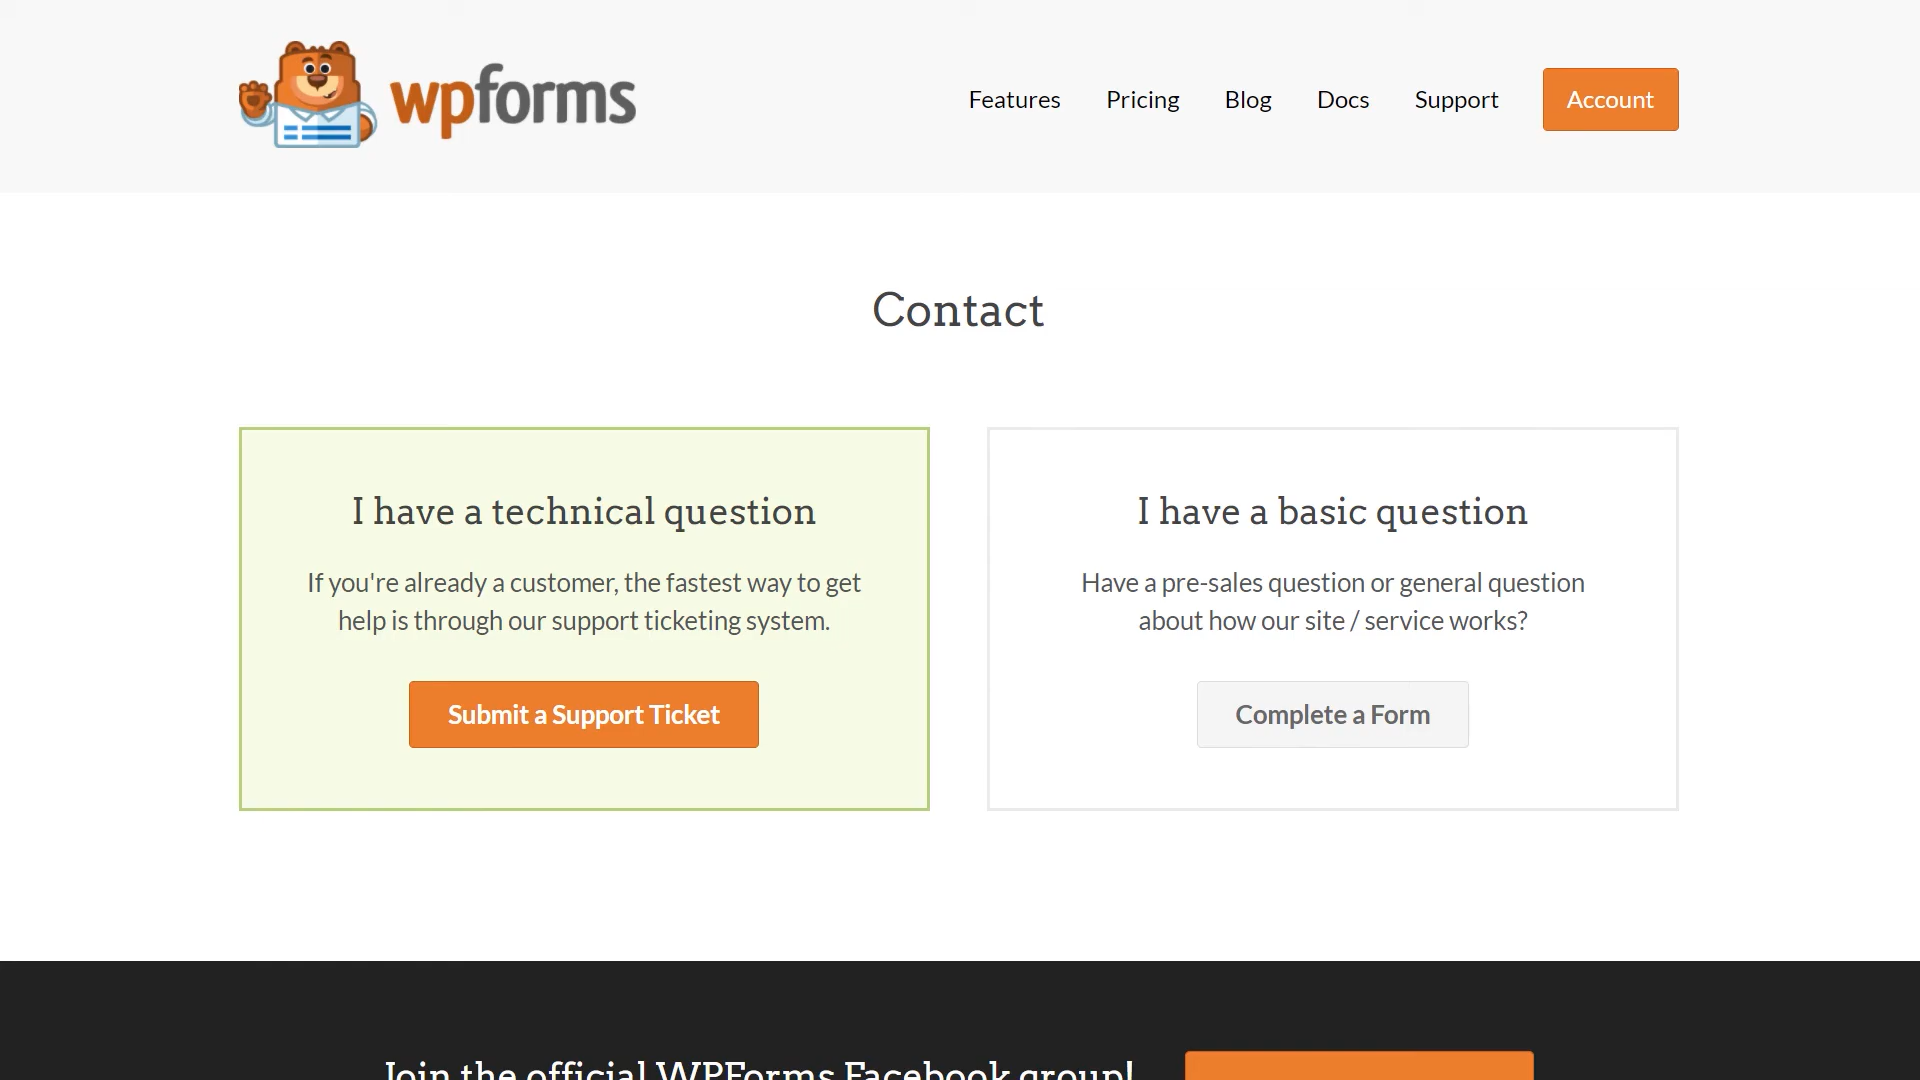 wpforms
Features
Pricing
Blog
Docs
Support
Account
Contact
I have a technical question
If you're already a customer, the fastest way to get
help is through our support ticketing system.
Submit a Support Ticket
I have a basic question
Have a pre-sales question or general question
about how our site / service works?
Complete a Form
Join the official WPForms Facebook group!